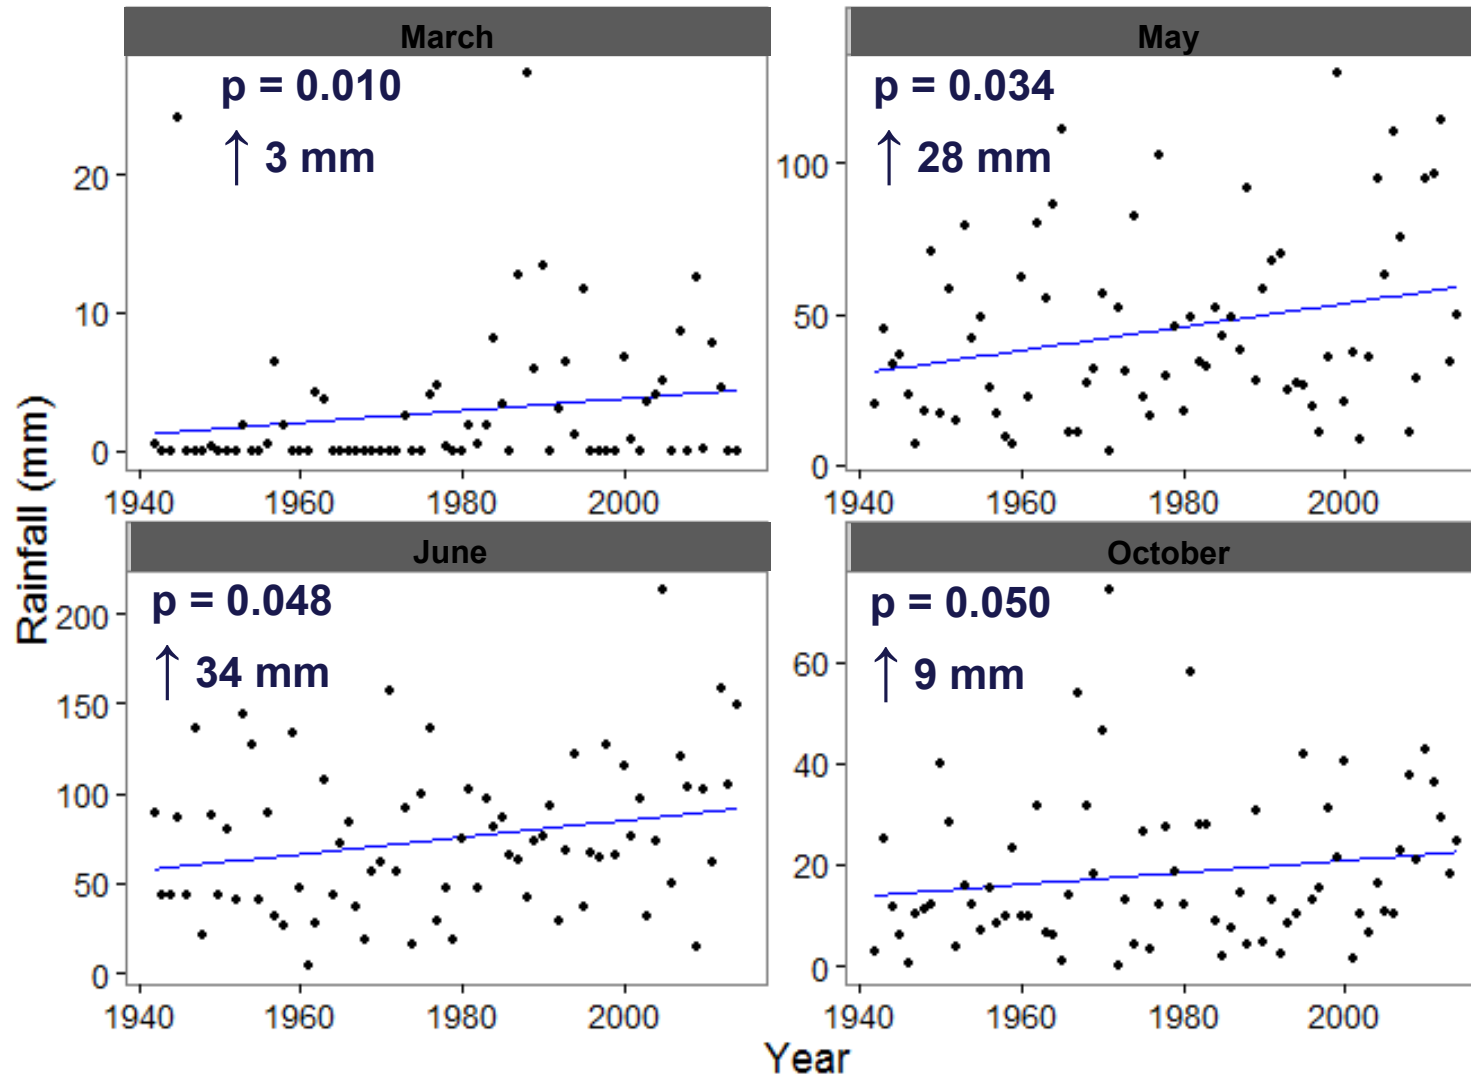 March
p = 0.010
↑ 3 mm
20
10
0
1940 1960 1980 2000
May
p = 0.034
↑ 28 mm
100
50
0
1940 1960 1980 2000
Rainfall (mm)
June
p = 0.048
↑ 34 mm
200
150
100
50
0
1940 1960 1980 2000
October
p = 0.050
↑ 9 mm
60
40
20
0
1940 1960 1980 2000
Year